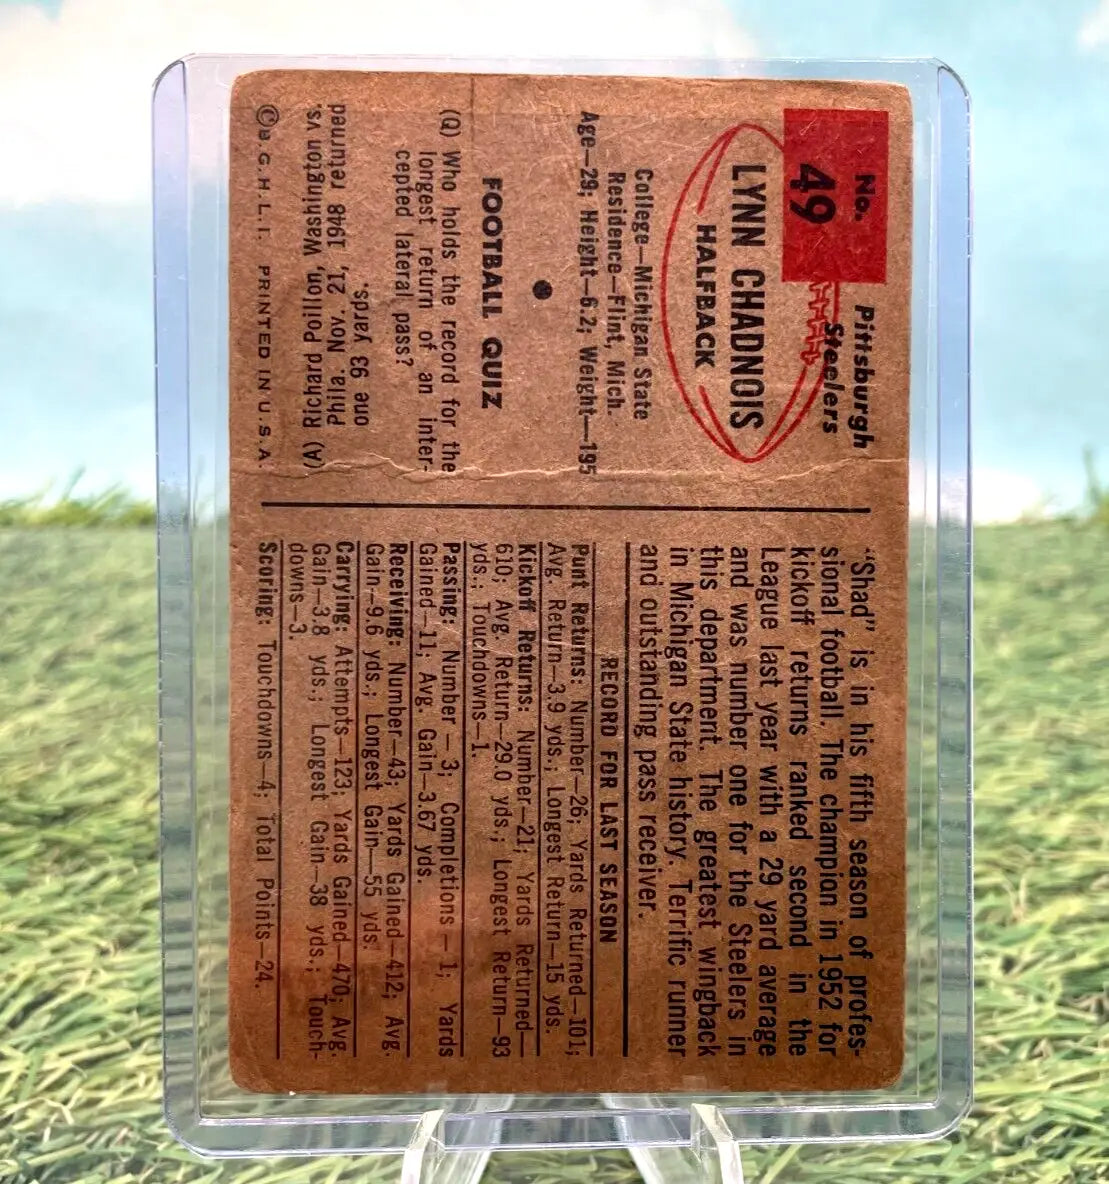 No.
49
Pittsburgh
Steelers
LYNN CHADNOIS
HALFBACK
College—Michigan State
Residence—Flint, Mich.
Age—29; Height—6.2; Weight—195
FOOTBALL QUIZ
(Q) Who holds the record for the
longest return of an inter-
cepted lateral pass?
(A) Richard Poillon, Washington vs.
Phila. Nov. 21, 1948 returned
one 93 yards.
©B.G.H.L.I. PRINTED IN U.S.A.
"Shad" is in his fifth season of profes-
sional football. The champion in 1952 for
kickoff returns ranked second in the
League last year with a 29 yard average
and was number one for the Steelers in
this department. The greatest wingback
in Michigan State history. Terrific runner
and outstanding pass receiver.
RECORD FOR LAST SEASON
Punt Returns: Number—26; Yards Returned—101;
Avg. Return—3.9 yds.; Longest Return—15 yds.
Kickoff Returns: Number—21; Yards Returned—
610; Avg. Return—29.0 yds.; Longest Return—93
yds.; Touchdowns—1.
Passing: Number—3; Completions—1; Yards
Gained—11; Avg. Gain—3.67 yds.
Receiving: Number—43; Yards Gained—412; Avg.
Gain—9.6 yds.; Longest Gain—55 yds.
Carrying: Attempts—123; Yards Gained—470; Avg.
Gain—3.8 yds.; Longest Gain—38 yds.; Touch-
downs—3.
Scoring: Touchdowns—4; Total Points—24.